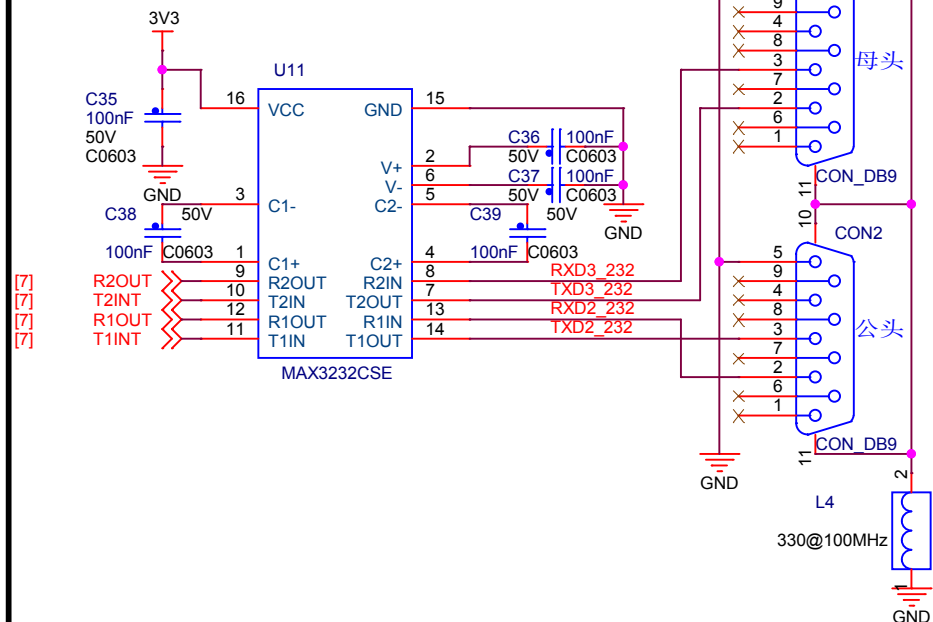 3V3
C35
100nF
50V
C0603
GND
U11
16
VCC
GND
15
V+
2
V-
6
C2-
5
3
C1-
1
C1+
C2+
4
9
R2OUT
R2IN
8
10
T2IN
T2OUT
7
12
R1OUT
R1IN
13
11
T1IN
T1OUT
14
MAX3232CSE
C38
50V
100nF
C0603
C36
100nF
50V
C0603
C37
100nF
50V
C0603
C39
50V
100nF
C0603
GND
[7]
R2OUT
[7]
T2INT
[7]
R1OUT
[7]
T1INT
RXD3_232
TXD3_232
RXD2_232
TXD2_232
9
4
8
3
7
2
6
1
母头
CON_DB9
11
10
CON2
5
9
4
8
3
7
2
6
1
公头
CON_DB9
11
GND
2
L4
330@100MHz
1
GND